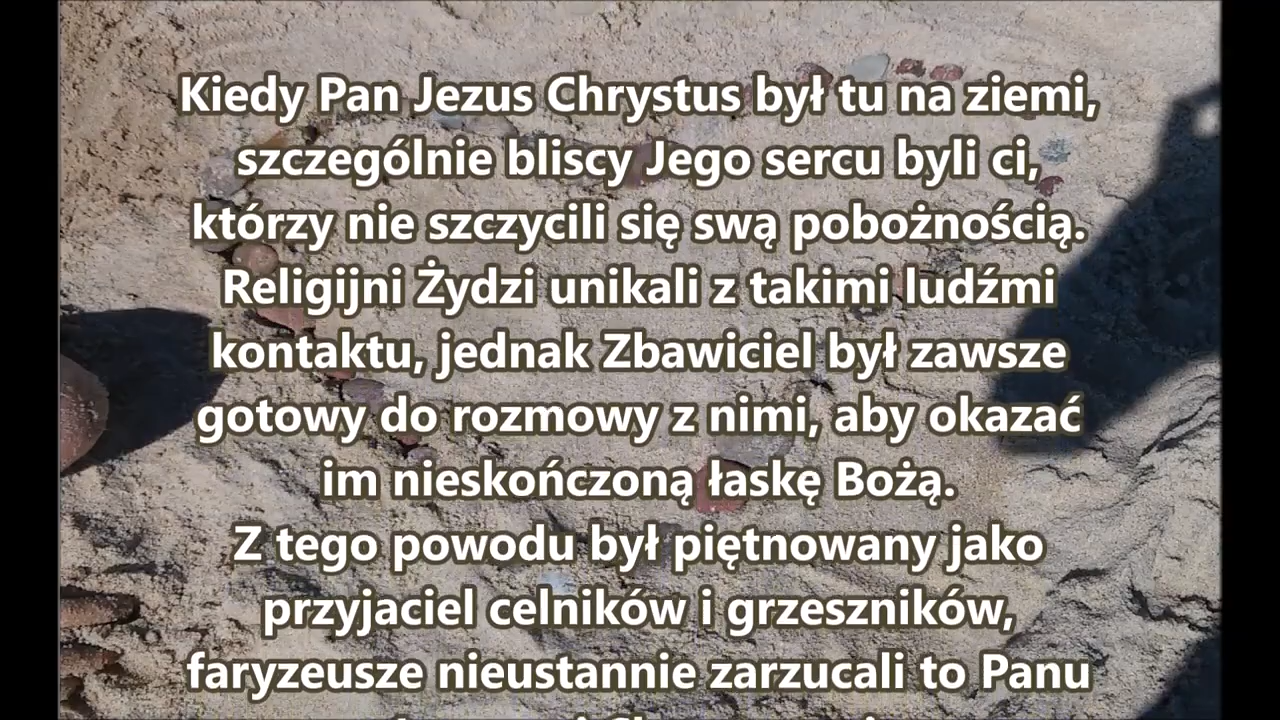 Kiedy Pan Jezus Chrystus był tu na ziemi,
szczególnie bliscy Jego sercu byli ci,
którzy nie szczycili się swą pobożnością.
Religijni Żydzi unikali z takimi ludźmi
kontaktu, jednak Zbawiciel był zawsze
gotowy do rozmowy z nimi, aby okazać
im nieskończoną łaskę Bożą.
Z tego powodu był piętnowany jako
przyjaciel celników i grzeszników,
faryzeusze nieustannie zarzucali to Panu